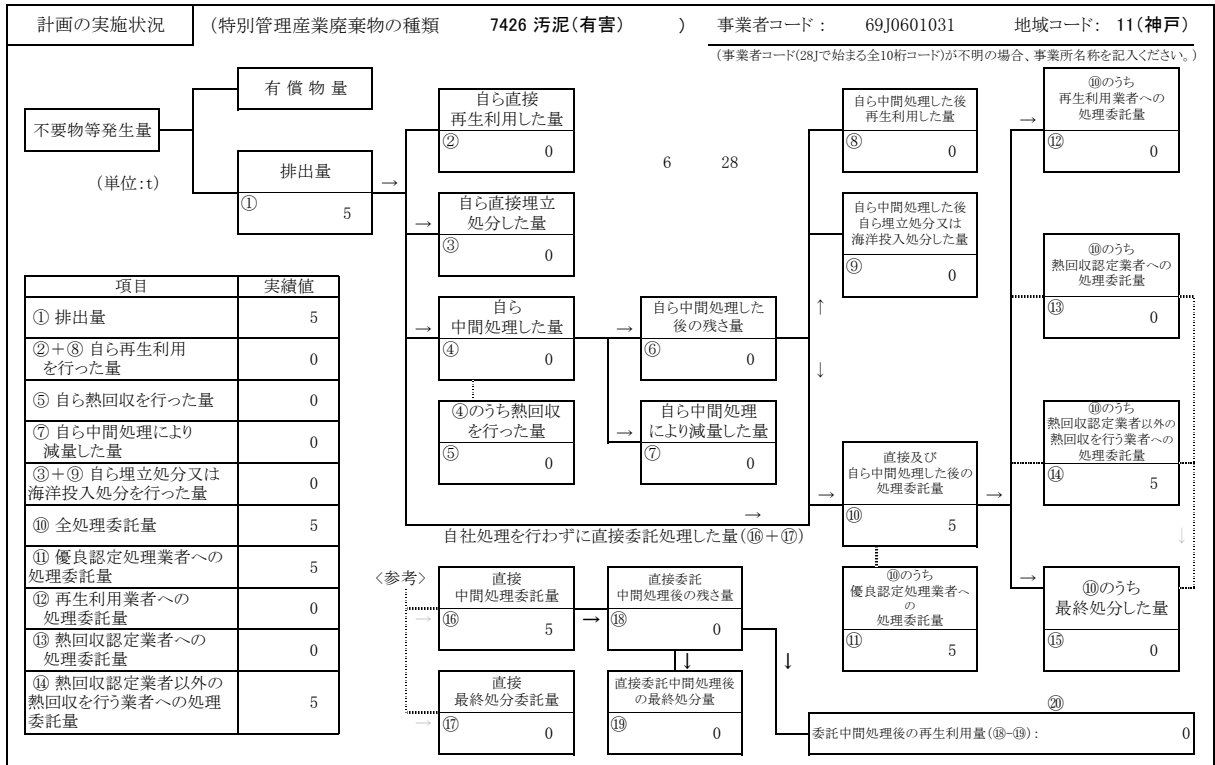 計画の実施状況
(特別管理産業廃棄物の種類 7426 汚泥(有害) )
事業者コード: 69J0601031 地域コード: 11(神戸)
(事業者コード(28Jで始まる全10桁コード)が不明の場合、事業所名称を記入ください。)
不要物等発生量
(単位:t)
有償物量
排出量
→
① 5
自ら直接
再生利用した量
② 0
6 28
→
自ら直接埋立
処分した量
③ 0
→
自ら
中間処理した量
④ 0
④のうち熱回収
を行った量
⑤ 0
→
自ら中間処理した
後の残さ量
⑥ 0
→
自ら中間処理
により減量した量
⑦ 0
自ら中間処理した後
再生利用した量
⑧ 0
自ら中間処理した後
自ら埋立処分又は
海洋投入処分した量
⑨ 0
↑
↓
→
直接及び
自ら中間処理した後の
処理委託量
⑩ 5
→
⑩のうち
優良認定処理業者へ
の
処理委託量
⑪ 5
→
⑩のうち
再生利用業者への
処理委託量
⑫ 0
⑩のうち
熱回収認定業者への
処理委託量
⑬ 0
⑩のうち
熱回収認定業者以外の
熱回収を行う業者への
処理委託量
⑭ 5
↓
→
⑩のうち
最終処分した量
⑮ 0
→
自社処理を行わずに直接委託処理した量(⑯+⑰)
<参考>
→
直接
中間処理委託量
⑯ 5
→
直接
最終処分委託量
⑰ 0
→
直接委託
中間処理後の残さ量
⑱ 0
↓
直接委託中間処理後
の最終処分量
⑲ 0
↓
⑳
委託中間処理後の再生利用量(⑱-⑲): 0
項目 実績値
① 排出量 5
②+⑧ 自ら再生利用
を行った量 0
⑤ 自ら熱回収を行った量 0
⑦ 自ら中間処理により
減量した量 0
③+⑨ 自ら埋立処分又は
海洋投入処分を行った量 0
⑩ 全処理委託量 5
⑪ 優良認定処理業者への
処理委託量 5
⑫ 再生利用業者への
処理委託量 0
⑬ 熱回収認定業者への
処理委託量 0
⑭ 熱回収認定業者以外の
熱回収を行う業者への処理
委託量 5